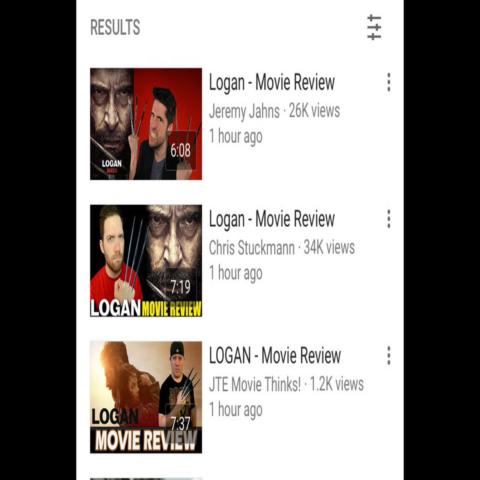 RESULTS
Logan - Movie Review
Jeremy Jahns · 26K views
1 hour ago
LOGAN
6:08
Logan - Movie Review
Chris Stuckmann · 34K views
1 hour ago
7:19
LOGAN MOVIE REVIEW
LOGAN - Movie Review
JTE Movie Thinks! · 1.2K views
1 hour ago
LOGAN
7:37
MOVIE REVIEW